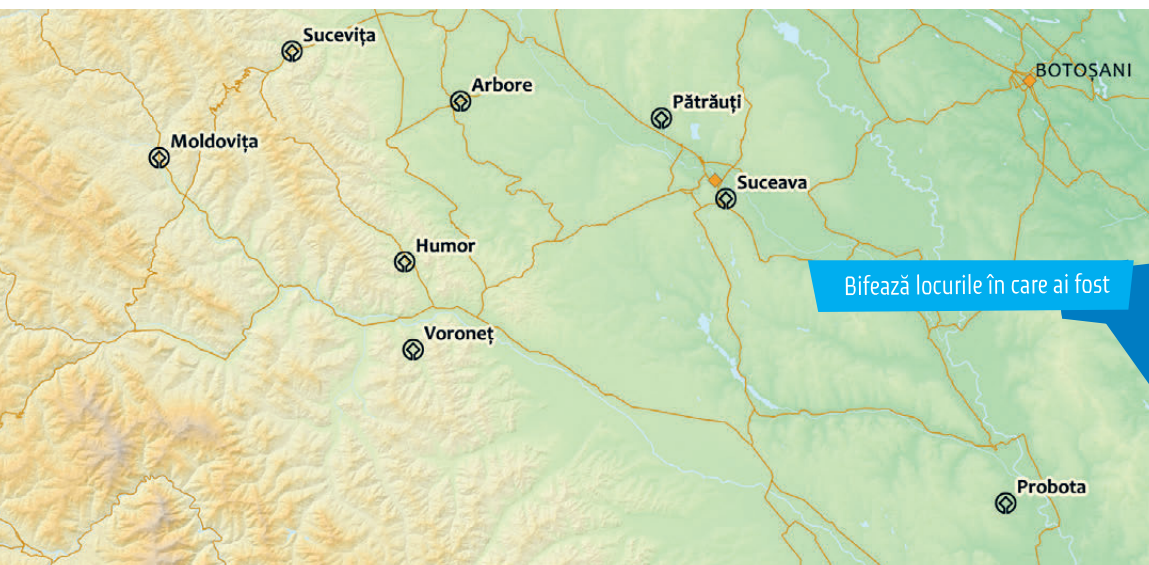 Sucevița
BOTOȘANI
Arbore
Pătrăuți
Moldovița
Suceava
Humor
Bifează locurile în care ai fost
Voroneț
Probota